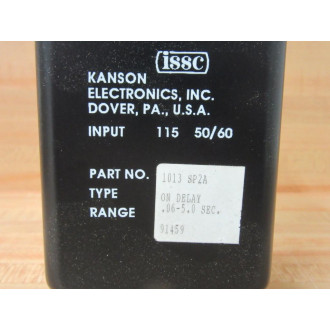 issc
KANSON
ELECTRONICS, INC.
DOVER, PA., U.S.A.
INPUT 115 50/60
PART NO. 1013 SP2A
TYPE ON DELAY
RANGE .06-5.0 SEC.
91459